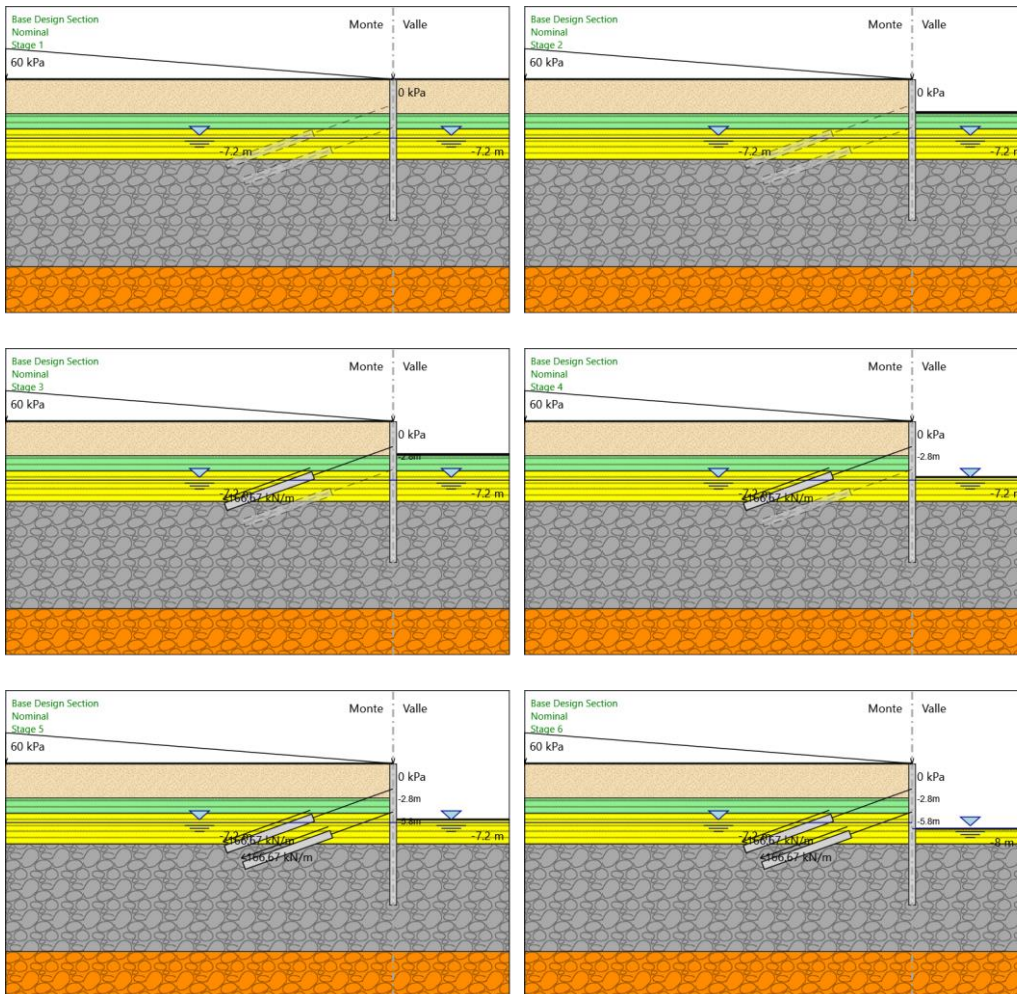 Base Design Section
Nominal
Stage 1
60 kPa
Monte
Valle
0 kPa
-7.2 m
-7.2 m
Base Design Section
Nominal
Stage 2
60 kPa
Monte
Valle
0 kPa
-7.2 m
-7.2 m
Base Design Section
Nominal
Stage 3
60 kPa
Monte
Valle
0 kPa
-2.8m
166.67 kN/m
-7.2 m
Base Design Section
Nominal
Stage 4
60 kPa
Monte
Valle
0 kPa
-2.8m
166.67 kN/m
-7.2 m
Base Design Section
Nominal
Stage 5
60 kPa
Monte
Valle
0 kPa
-2.8m
-5.8m
166.67 kN/m
-7.2 m
166.67 kN/m
Base Design Section
Nominal
Stage 6
60 kPa
Monte
Valle
0 kPa
-2.8m
-5.8m
166.67 kN/m
-8 m
166.67 kN/m